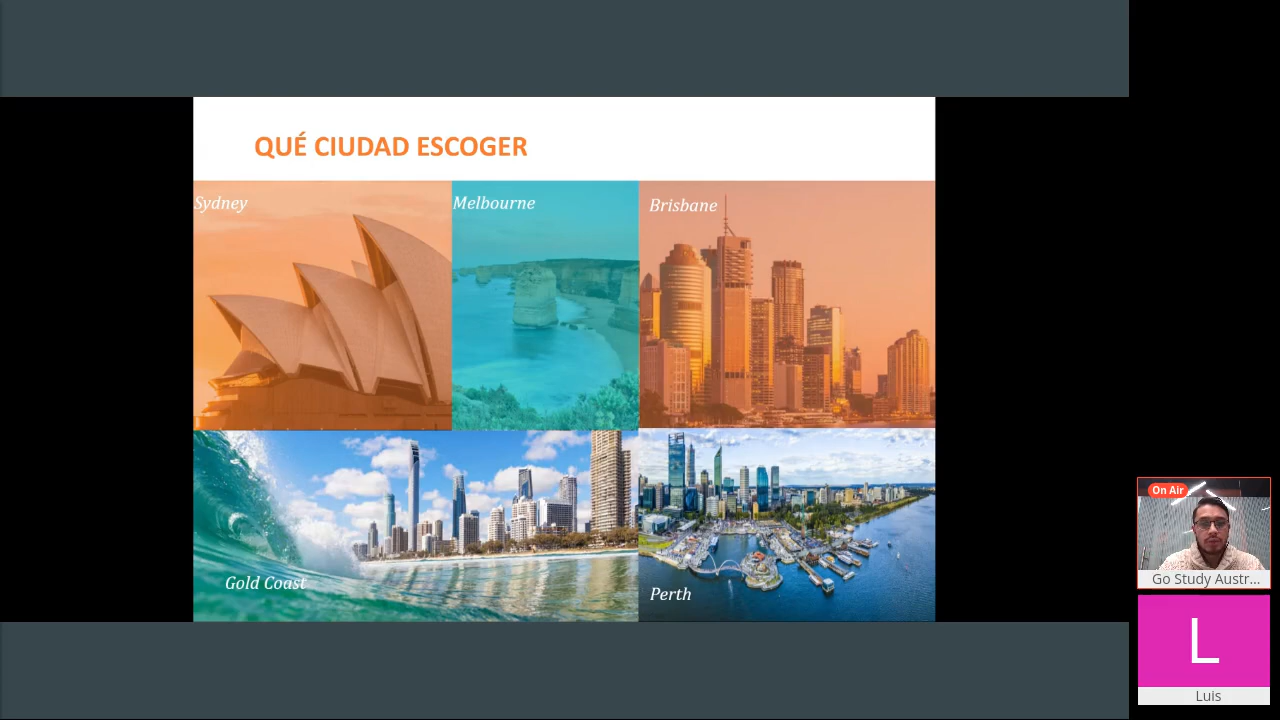 QUÉ CIUDAD ESCOGER
Sydney
Melbourne
Brisbane
Gold Coast
Perth
On Air
Go Study Austr...
L
Luis